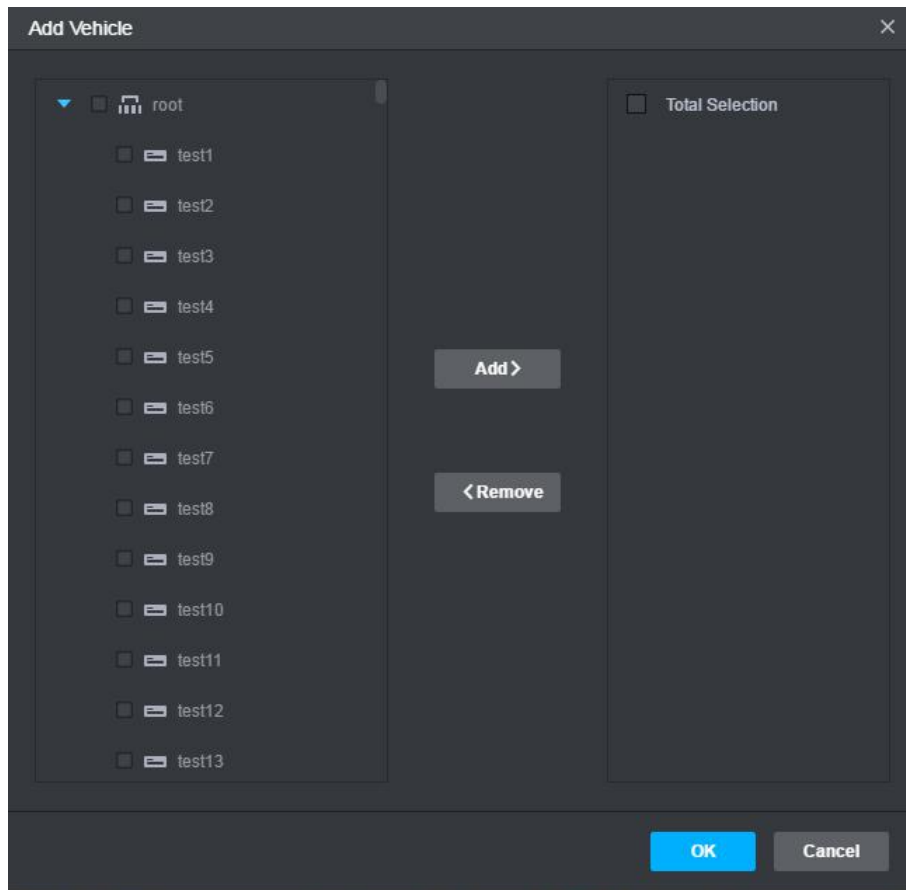 Add Vehicle
root
test1
test2
test3
test4
test5
test6
test7
test8
test9
test10
test11
test12
test13
Add
Remove
Total Selection
OK
Cancel